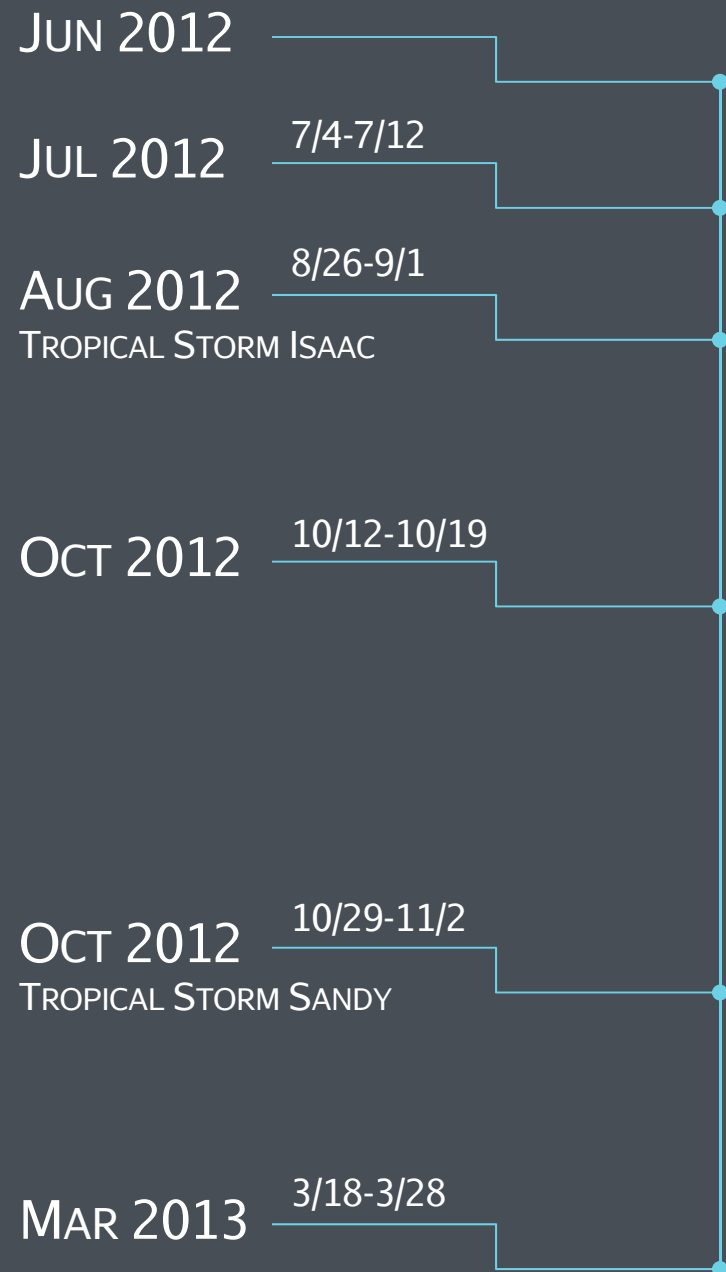 Jun 2012
7/4-7/12
Jul 2012
8/26-9/1
Aug 2012
Tropical Storm Isaac
10/12-10/19
Oct 2012
10/29-11/2
Oct 2012
Tropical Storm Sandy
3/18-3/28
Mar 2013